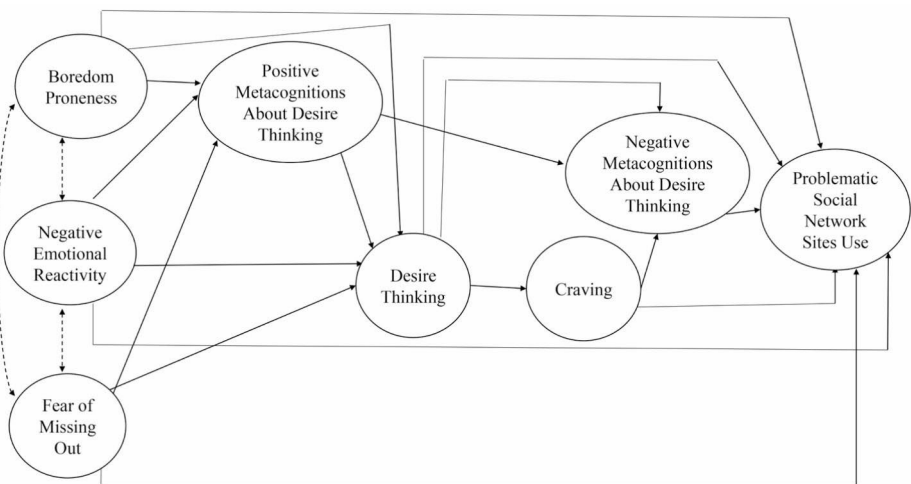 Boredom
Proneness
Positive
Metacognitions
About Desire
Thinking
Negative
Metacognitions
About Desire
Thinking
Problematic
Social
Network
Sites Use
Negative
Emotional
Reactivity
Desire
Thinking
Craving
Fear of
Missing
Out